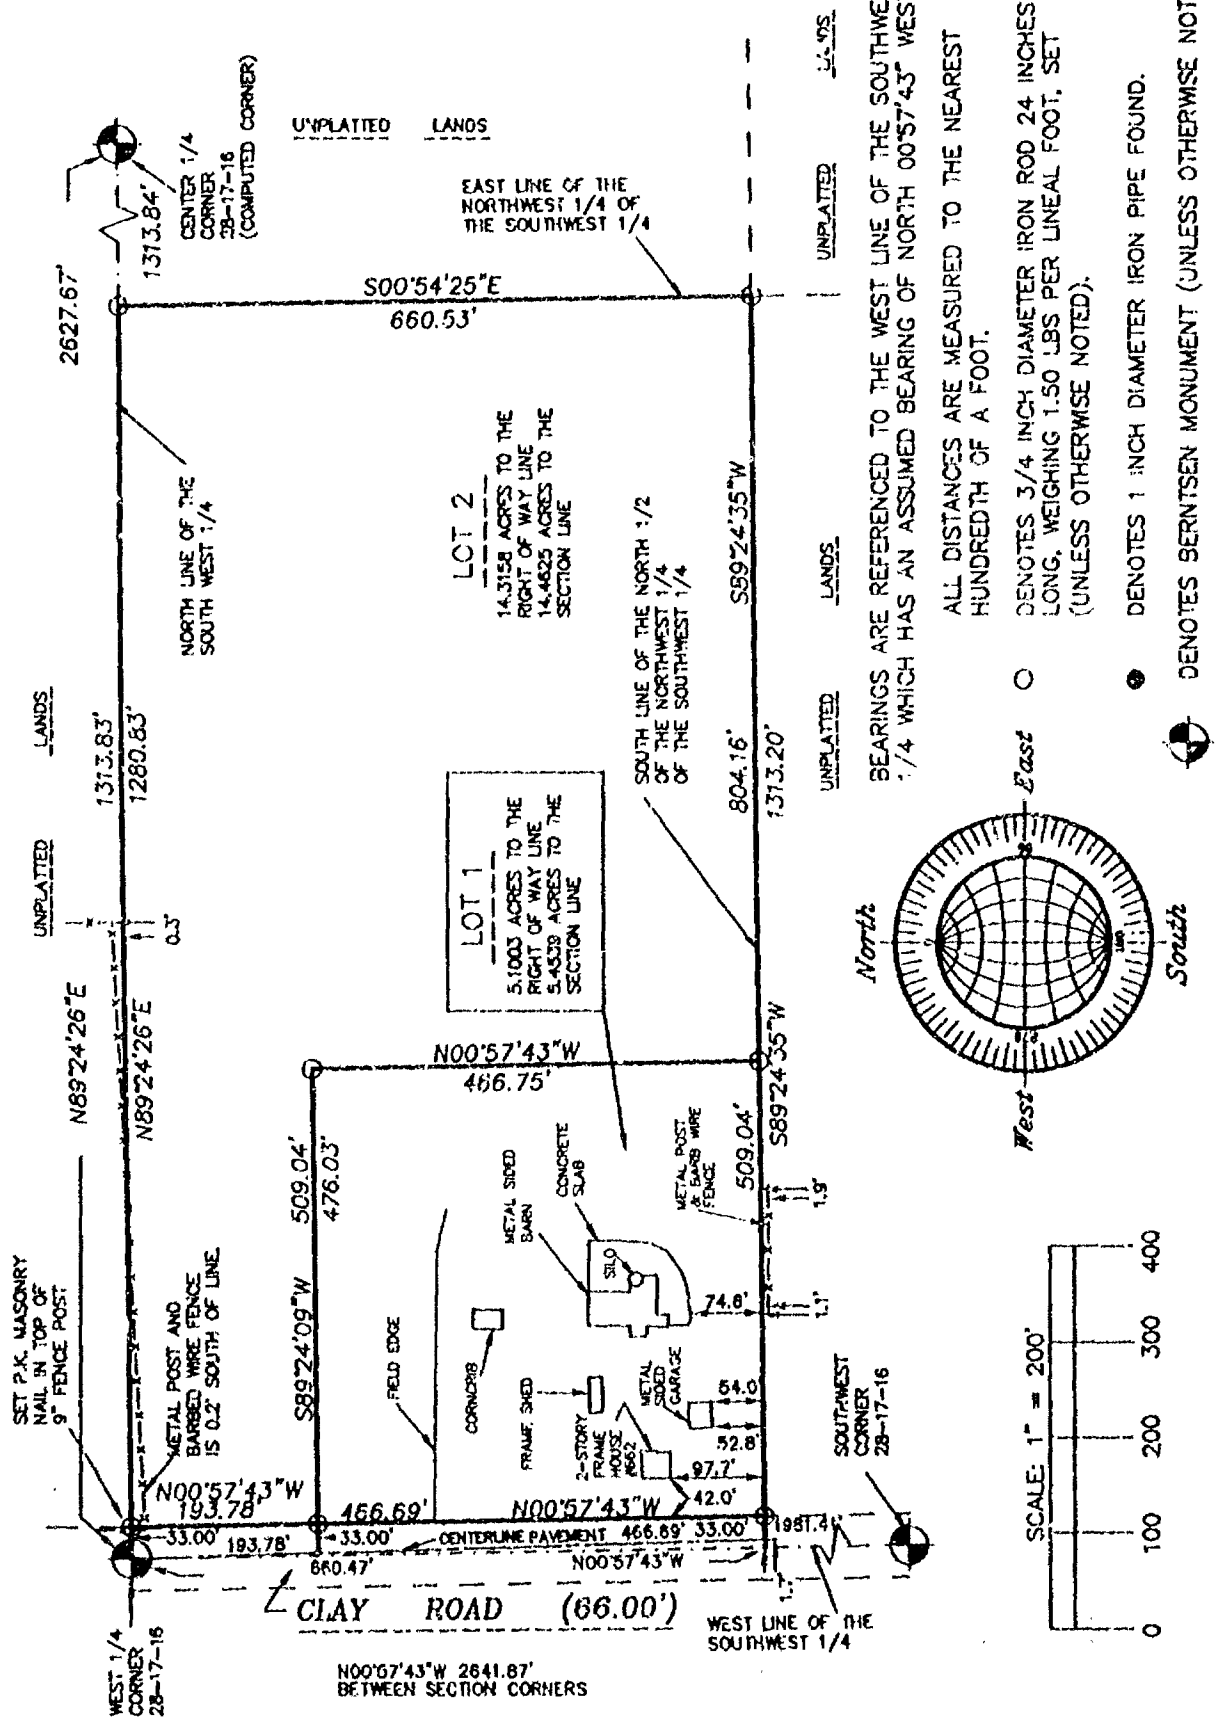 SET P.K. MASONRY
NAIL IN TOP OF
9" FENCE POST
WEST 1/4
CORNER
28-17-16
N89°24'26"E
2627.67'
N89°24'26"E
1313.83'
1280.83'
1313.84'
CENTER 1/4
CORNER
28-17-16
(COMPUTED CORNER)
UNPLATTED LANDS
0.3'
METAL POST AND
BARBED WIRE FENCE
IS 0.2' SOUTH OF LINE.
NORTH LINE OF THE
SOUTH WEST 1/4
UNPLATTED LANDS
EAST LINE OF THE
NORTHWEST 1/4 OF
THE SOUTHWEST 1/4
S00°54'25"E
660.53'
N00°57'43"W
193.78'
33.00'
193.78'
S89°24'09"W
509.04'
476.03'
LOT 2
14.3158 ACRES TO THE
RIGHT OF WAY LINE
14.4625 ACRES TO THE
SECTION LINE
LOT 1
5.1003 ACRES TO THE
RIGHT OF WAY LINE
5.4539 ACRES TO THE
SECTION LINE
N00°57'43"W
466.75'
FIELD EDGE
CORNCRIB
METAL SIDED
BARN
CONCRETE
SLAB
SILO
FRAME SHED
2-STORY
FRAME
HOUSE
METAL
SIDED
GARAGE
METAL POST
& BARB WIRE
FENCE
74.6'
54.0'
52.8'
97.7'
42.0'
1.1'
1.9'
466.69'
N00°57'43"W
33.00'
CENTERLINE PAVEMENT
466.69'
33.00'
660.47'
N00°57'43"W
1981.41'
1.7'
CLAY ROAD (66.00')
N00°57'43"W 2641.87'
BETWEEN SECTION CORNERS
WEST LINE OF THE
SOUTHWEST 1/4
SOUTHWEST
CORNER
28-17-16
509.04'
S89°24'35"W
804.16'
1313.20'
S89°24'35"W
SOUTH LINE OF THE NORTH 1/2
OF THE NORTHWEST 1/4
OF THE SOUTHWEST 1/4
UNPLATTED LANDS
UNPLATTED LANDS
BEARINGS ARE REFERENCED TO THE WEST LINE OF THE SOUTHWE
1/4 WHICH HAS AN ASSUMED BEARING OF NORTH 00°57'43" WES
ALL DISTANCES ARE MEASURED TO THE NEAREST
HUNDREDTH OF A FOOT.
DENOTES 3/4 INCH DIAMETER IRON ROD 24 INCHES
LONG, WEIGHING 1.50 LBS PER LINEAL FOOT, SET
(UNLESS OTHERWISE NOTED).
DENOTES 1 INCH DIAMETER IRON PIPE FOUND.
DENOTES BERNTSEN MONUMENT (UNLESS OTHERWISE NOT
North
East
South
West
SCALE: 1" = 200'
0 100 200 300 400